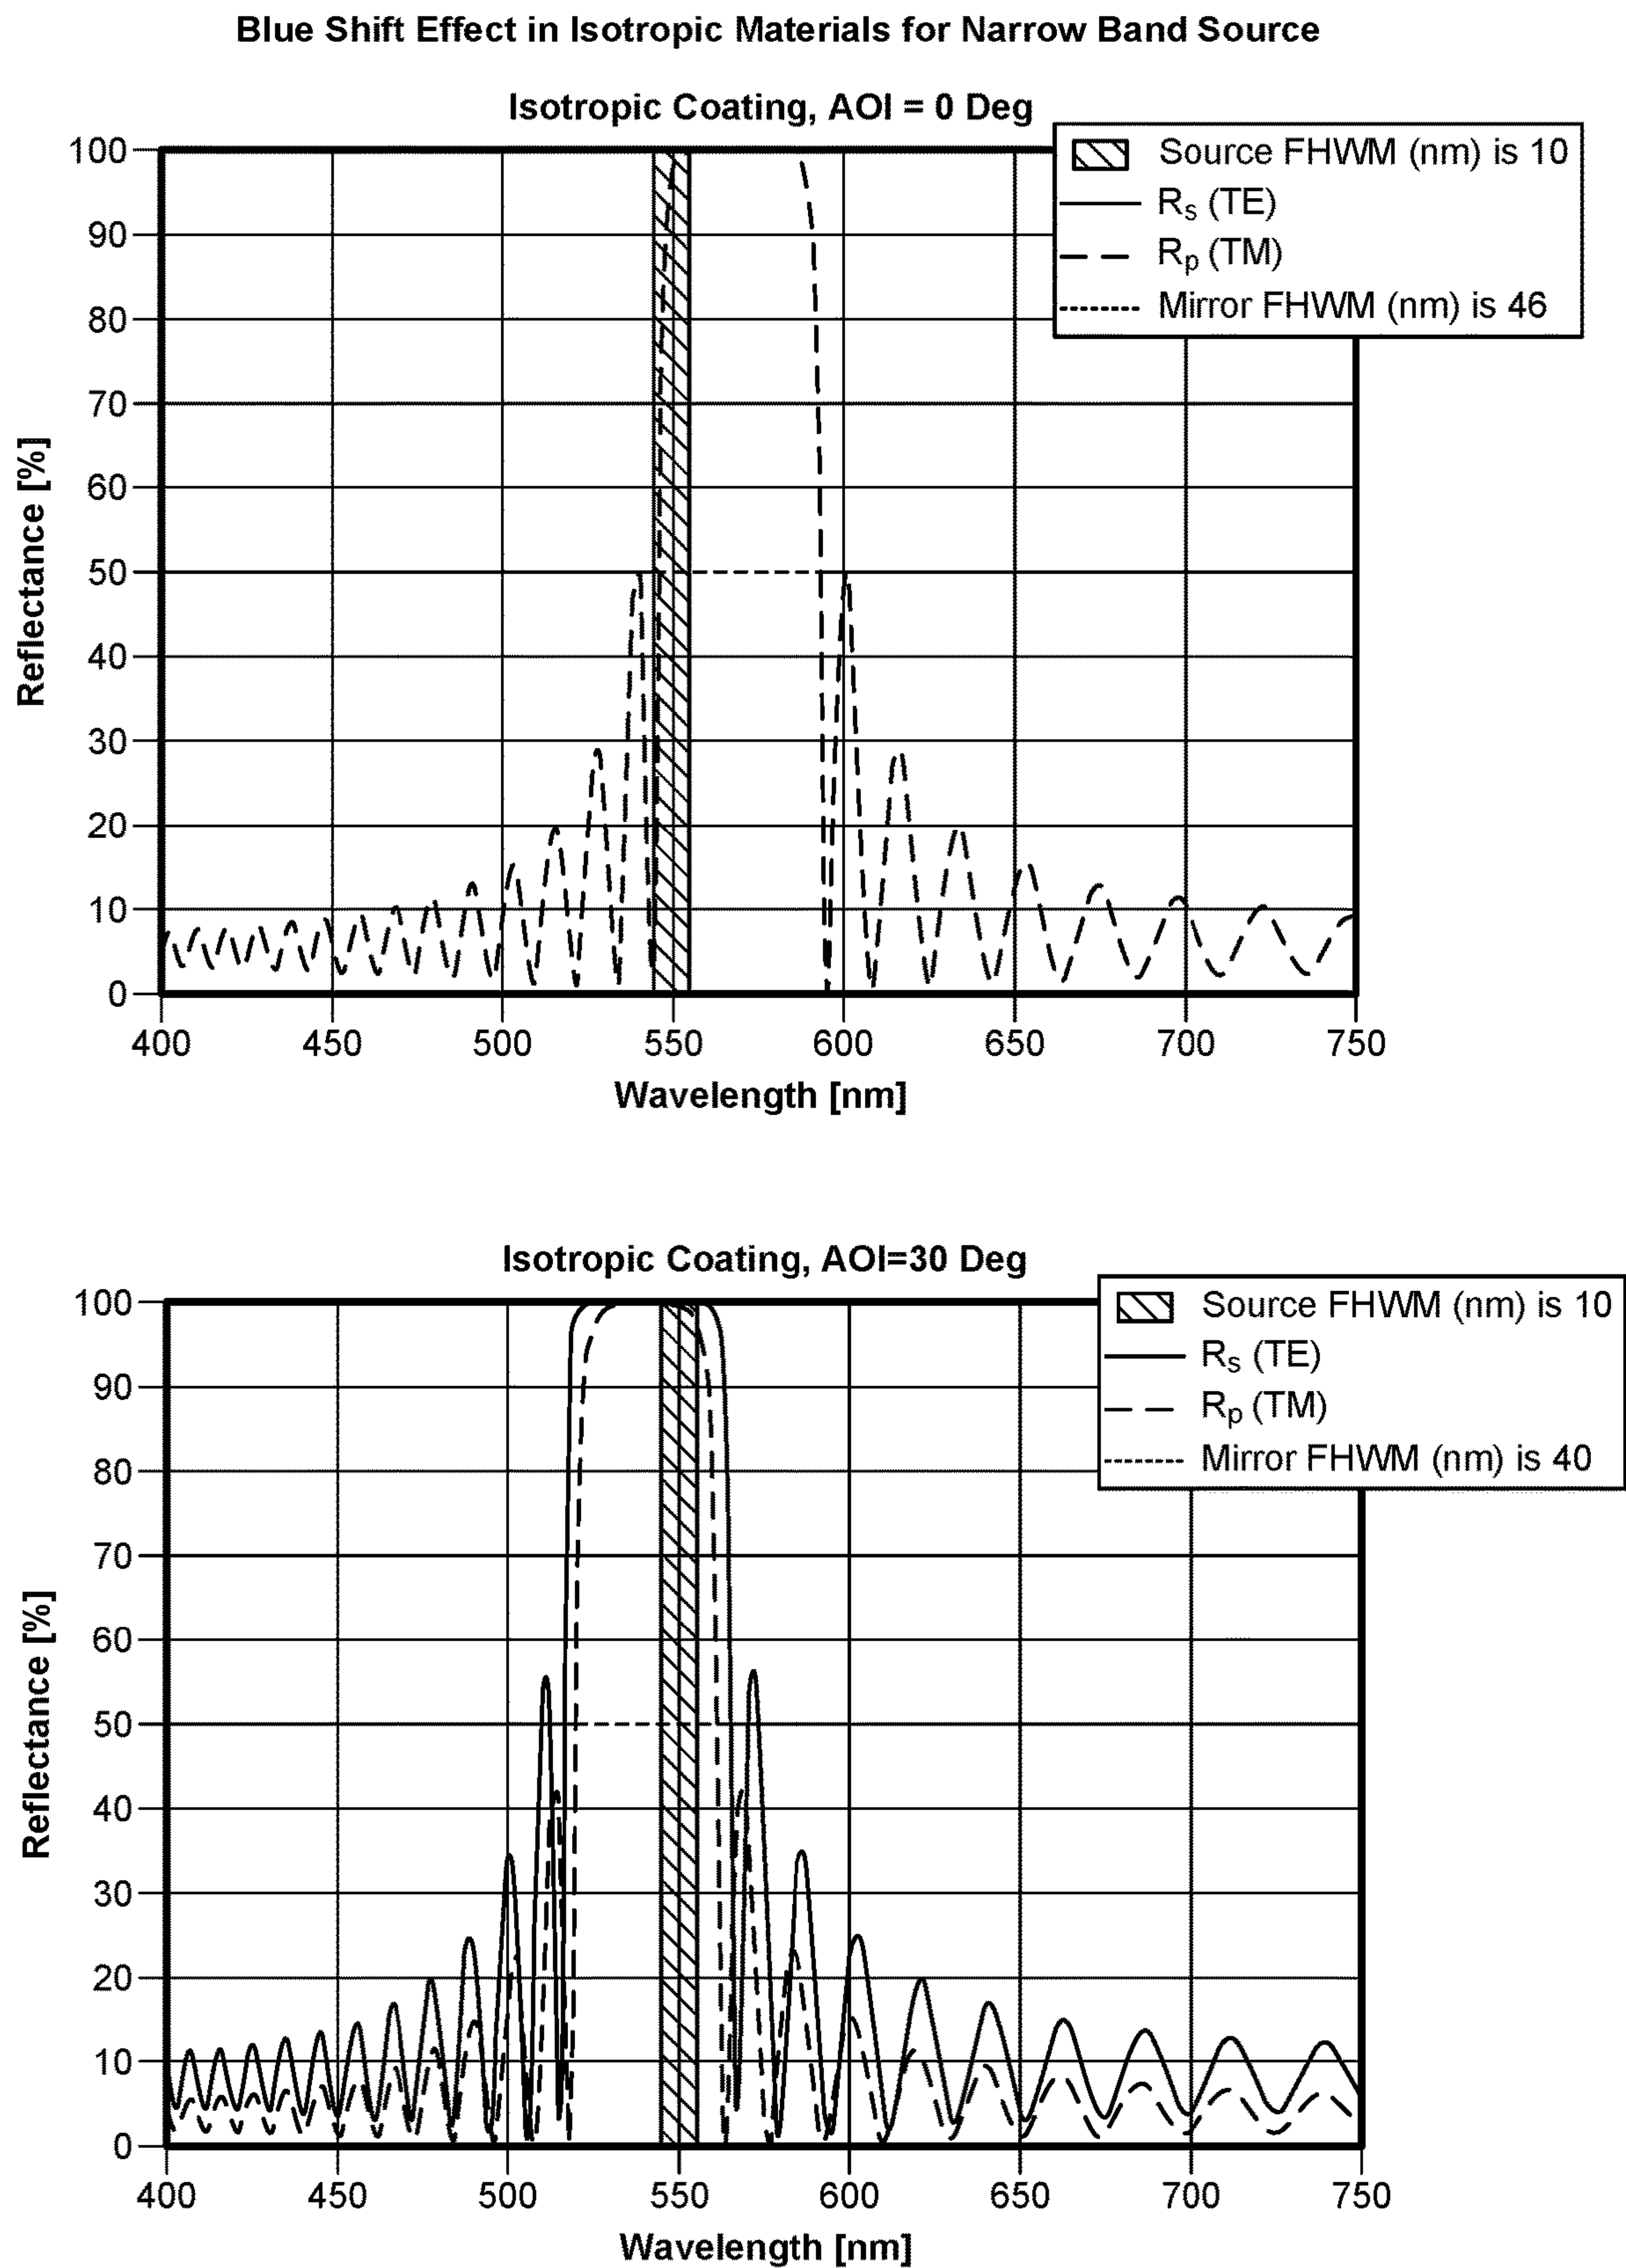 Blue Shift Effect in Isotropic Materials for Narrow Band Source
Isotropic Coating, AOI = 0 Deg
Source FHWM (nm) is 10
Rs (TE)
Rp (TM)
Mirror FHWM (nm) is 46
100
90
80
70
60
50
40
30
20
10
0
Reflectance [%]
400 450 500 550 600 650 700 750
Wavelength [nm]
Isotropic Coating, AOI=30 Deg
Source FHWM (nm) is 10
Rs (TE)
Rp (TM)
Mirror FHWM (nm) is 40
100
90
80
70
60
50
40
30
20
10
0
Reflectance [%]
400 450 500 550 600 650 700 750
Wavelength [nm]